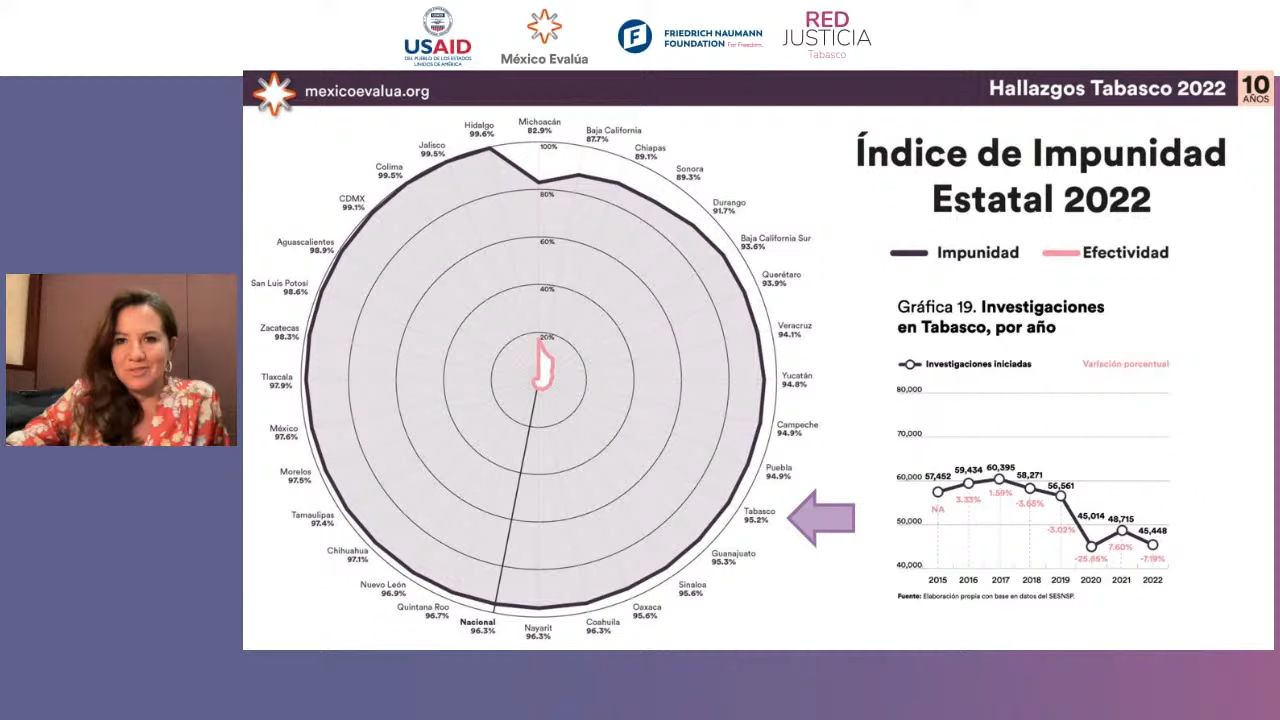 USAID
DEL PUEBLO DE LOS ESTADOS
UNIDOS DE AMÉRICA
México Evalúa
FRIEDRICH NAUMANN
FOUNDATION For Freedom.
RED
JUSTICIA
Tabasco
mexicoevalua.org
Hallazgos Tabasco 2022
10
AÑOS
Índice de Impunidad
Estatal 2022
Impunidad
Efectividad
Michoacán
82.9%
Baja California
87.7%
Chiapas
89.1%
Sonora
89.3%
Durango
91.7%
Baja California Sur
93.6%
Querétaro
93.9%
Veracruz
94.1%
Yucatán
94.8%
Campeche
94.9%
Puebla
94.9%
Tabasco
95.2%
Guanajuato
95.3%
Sinaloa
95.6%
Oaxaca
95.6%
Coahuila
96.3%
Nayarit
96.3%
Nacional
96.3%
Quintana Roo
96.7%
Nuevo León
96.9%
Chihuahua
97.1%
Tamaulipas
97.4%
Morelos
97.5%
México
97.6%
Tlaxcala
97.9%
Zacatecas
98.3%
San Luis Potosí
98.6%
Aguascalientes
98.9%
CDMX
99.1%
Colima
99.5%
Jalisco
99.5%
Hidalgo
99.6%
100%
80%
60%
40%
20%
Gráfica 19. Investigaciones
en Tabasco, por año
Investigaciones iniciadas
Variación porcentual
80,000
70,000
60,000
50,000
40,000
57,452
59,434
60,395
58,271
56,561
45,014
48,715
45,448
NA
3.33%
1.59%
-3.65%
-3.02%
7.60%
-7.19%
2015
2016
2017
2018
2019
2020
2021
2022
Fuente: Elaboración propia con base en datos del SESNSP.